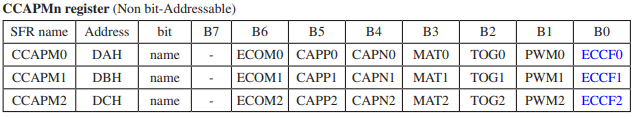 CCAPMn register (Non bit-Addressable)
SFR name Address bit B7 B6 B5 B4 B3 B2 B1 B0
CCAPM0 DAH name - ECOM0 CAPP0 CAPN0 MAT0 TOG0 PWM0 ECCF0
CCAPM1 DBH name - ECOM1 CAPP1 CAPN1 MAT1 TOG1 PWM1 ECCF1
CCAPM2 DCH name - ECOM2 CAPP2 CAPN2 MAT2 TOG2 PWM2 ECCF2